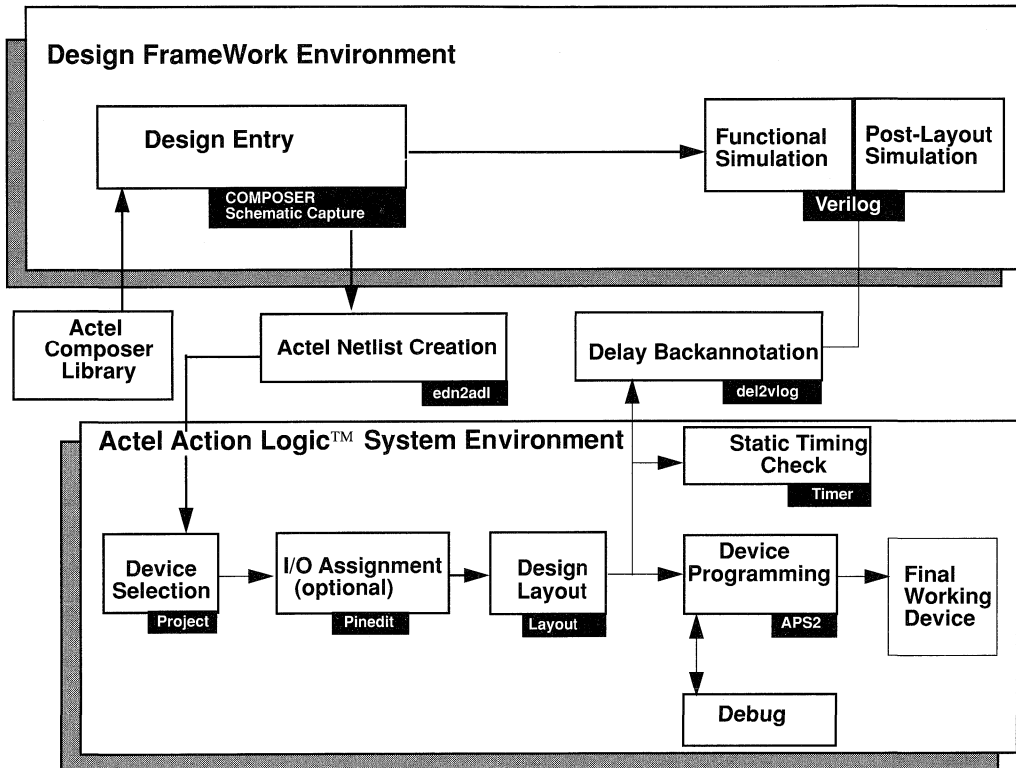 Design FrameWork Environment
Design Entry
COMPOSER
Schematic Capture
Functional
Simulation
Post-Layout
Simulation
Verilog
Actel
Composer
Library
Actel Netlist Creation
edn2adl
Delay Backannotation
del2vlog
Actel Action Logic™ System Environment
Static Timing
Check
Timer
Device
Selection
Project
I/O Assignment
(optional)
Pinedit
Design
Layout
Layout
Device
Programming
APS2
Final
Working
Device
Debug